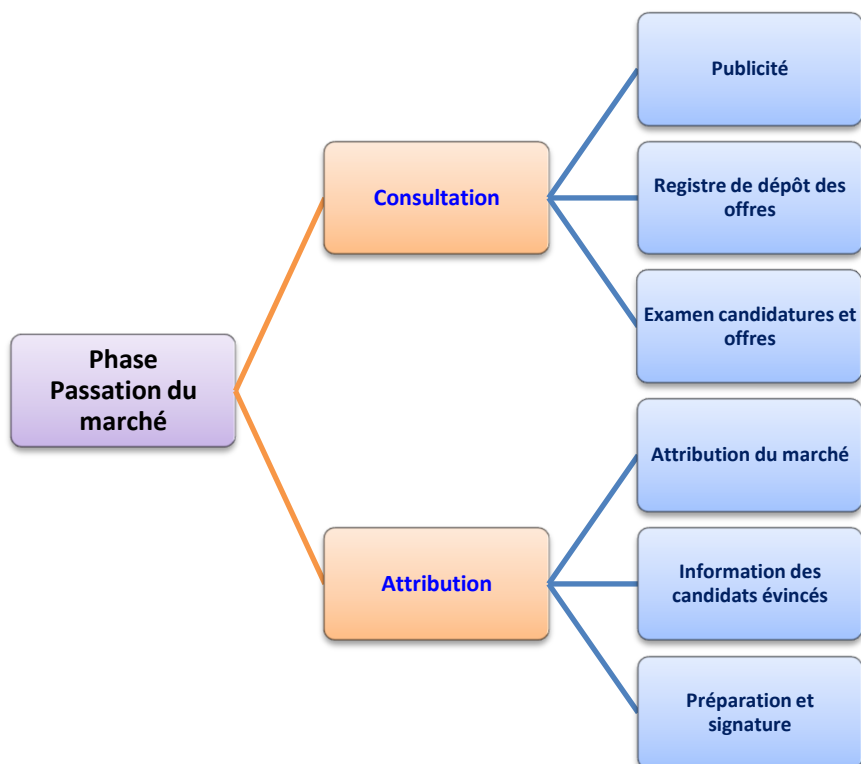 Phase
Passation du
marché
Consultation
Publicité
Registre de dépôt des
offres
Examen candidatures et
offres
Attribution
Attribution du marché
Information des
candidats évincés
Préparation et
signature